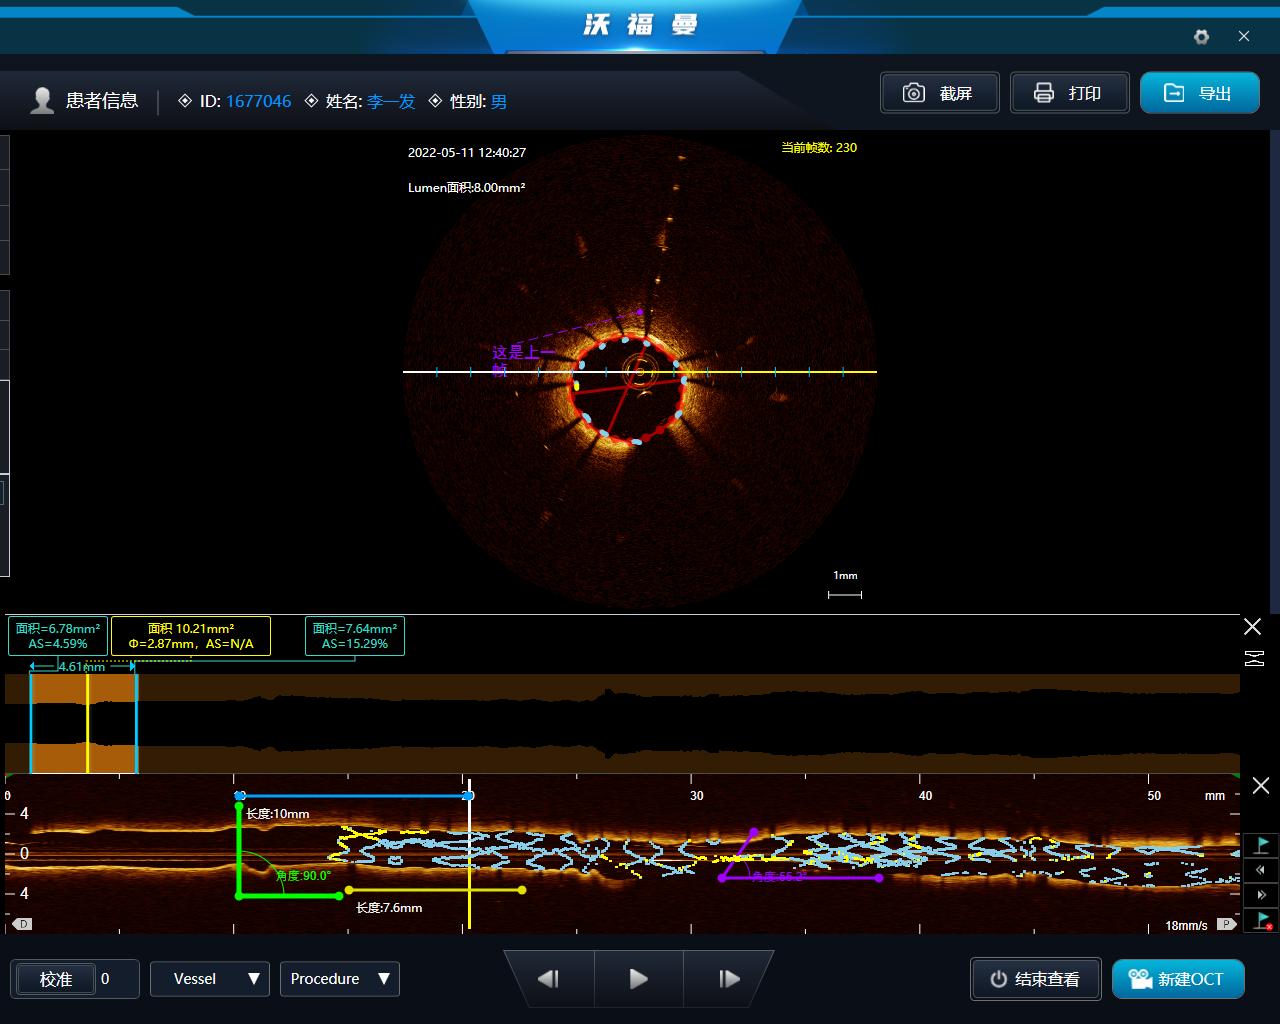 沃福曼
患者信息
ID: 1677046
姓名: 李一发
性别: 男
截屏
打印
导出
2022-05-11 12:40:27
当前帧数: 230
Lumen面积:8.00mm²
这是上一
帧
1mm
面积=6.78mm²
AS=4.59%
面积 10.21mm²
Φ=2.87mm，AS=N/A
面积=7.64mm²
AS=15.29%
4.61mm
0 10 20 30 40 50 mm
4
0
4
长度:10mm
角度:90.0°
长度:7.6mm
D
18mm/s
P
校准 0
Vessel
Procedure
结束查看
新建OCT